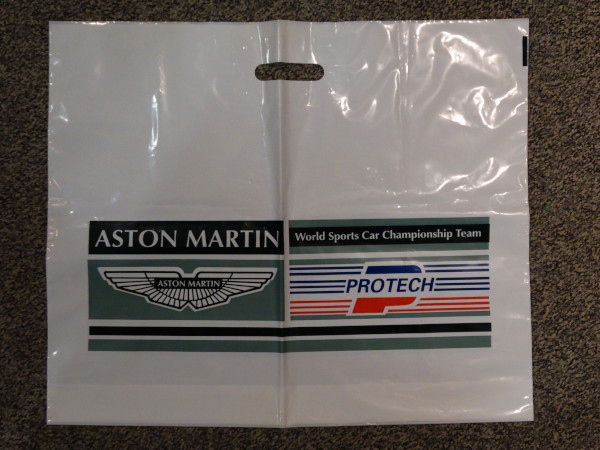 ASTON MARTIN
World Sports Car Championship Team
ASTON MARTIN
PROTECH